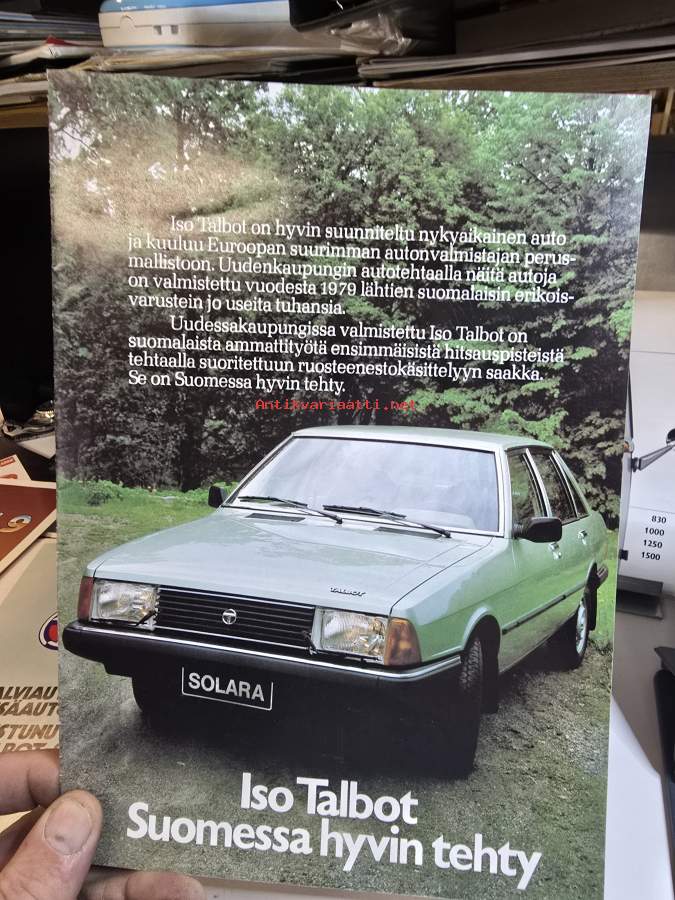 Iso Talbot on hyvin suunniteltu nykyaikainen auto
ja kuuluu Euroopan suurimman autonvalmistajan perus-
mallistoon. Uudenkaupungin autotehtaalla näitä autoja
on valmistettu vuodesta 1979 lähtien suomalaisin erikois-
varustein jo useita tuhansia.
Uudessakaupungissa valmistettu Iso Talbot on
suomalaista ammattityötä ensimmäisistä hitsauspisteistä
tehtaalla suoritettuun ruosteenestokäsittelyyn saakka.
Se on Suomessa hyvin tehty.
Antikvariaatti.net
TALBOT
SOLARA
Iso Talbot
Suomessa hyvin tehty
830
1000
1250
1500